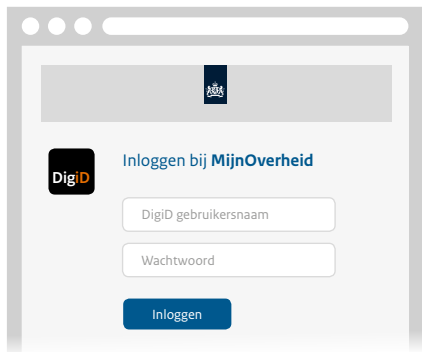 DigiD
Inloggen bij MijnOverheid
DigiD gebruikersnaam
Wachtwoord
Inloggen